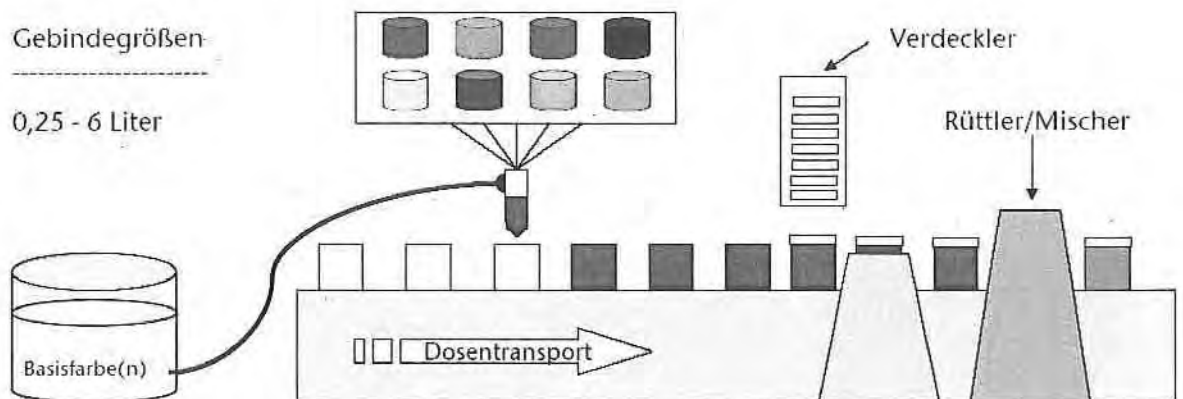 Gebindegrößen
0,25 - 6 Liter
Verdeckler
Rüttler/Mischer
Basisfarbe(n)
Dosentransport